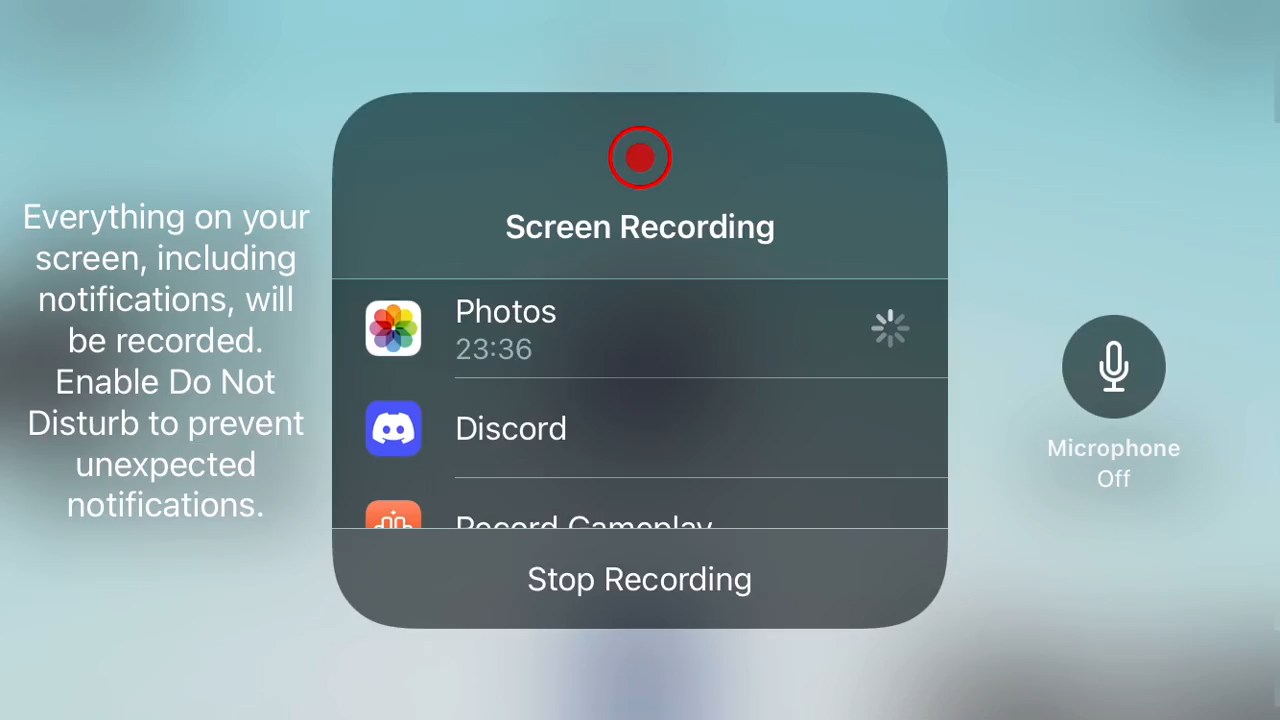 Everything on your
screen, including
notifications, will
be recorded.
Enable Do Not
Disturb to prevent
unexpected
notifications.
Screen Recording
Photos
23:36
Discord
Record Gameplay
Stop Recording
Microphone
Off